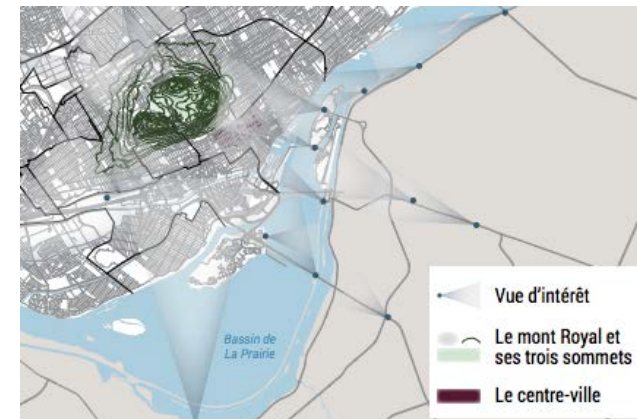 Bassin de
La Prairie
Vue d'intérêt
Le mont Royal et
ses trois sommets
Le centre-ville